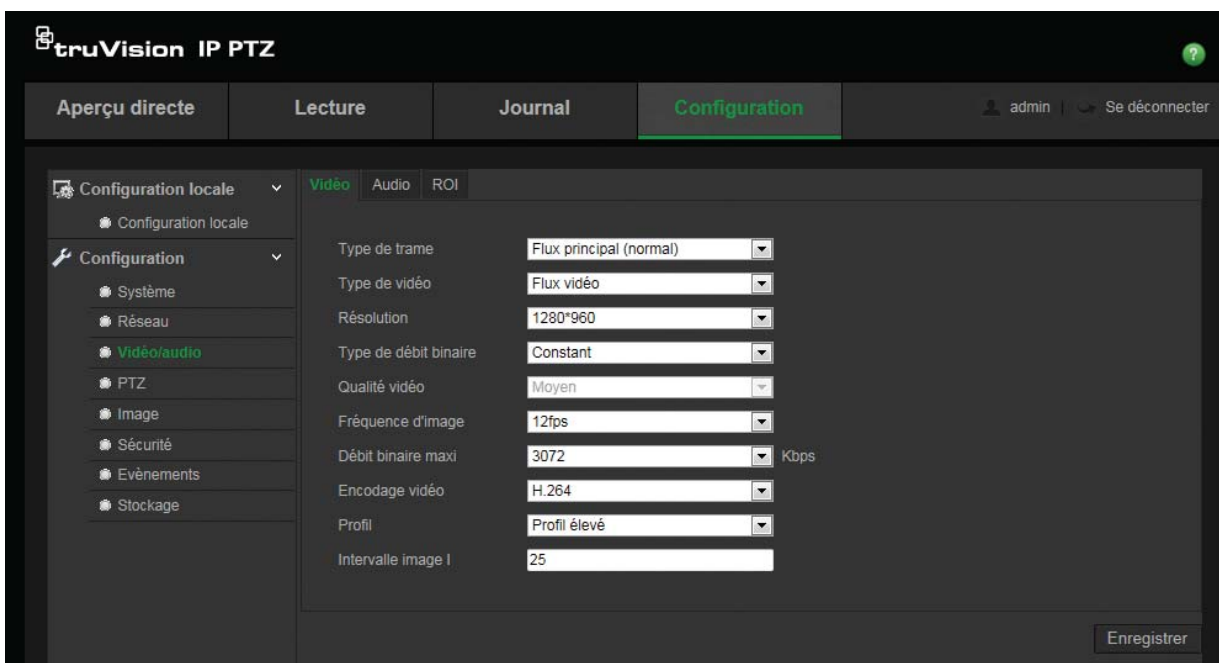 truVision IP PTZ
?
Aperçu directe Lecture Journal Configuration admin | Se déconnecter
Configuration locale
Configuration locale
Configuration
Système
Réseau
Vidéo/audio
PTZ
Image
Sécurité
Evènements
Stockage
Vidéo Audio ROI
Type de trame Flux principal (normal)
Type de vidéo Flux vidéo
Résolution 1280*960
Type de débit binaire Constant
Qualité vidéo Moyen
Fréquence d'image 12fps
Débit binaire maxi 3072 Kbps
Encodage vidéo H.264
Profil Profil élevé
Intervalle image I 25
Enregistrer